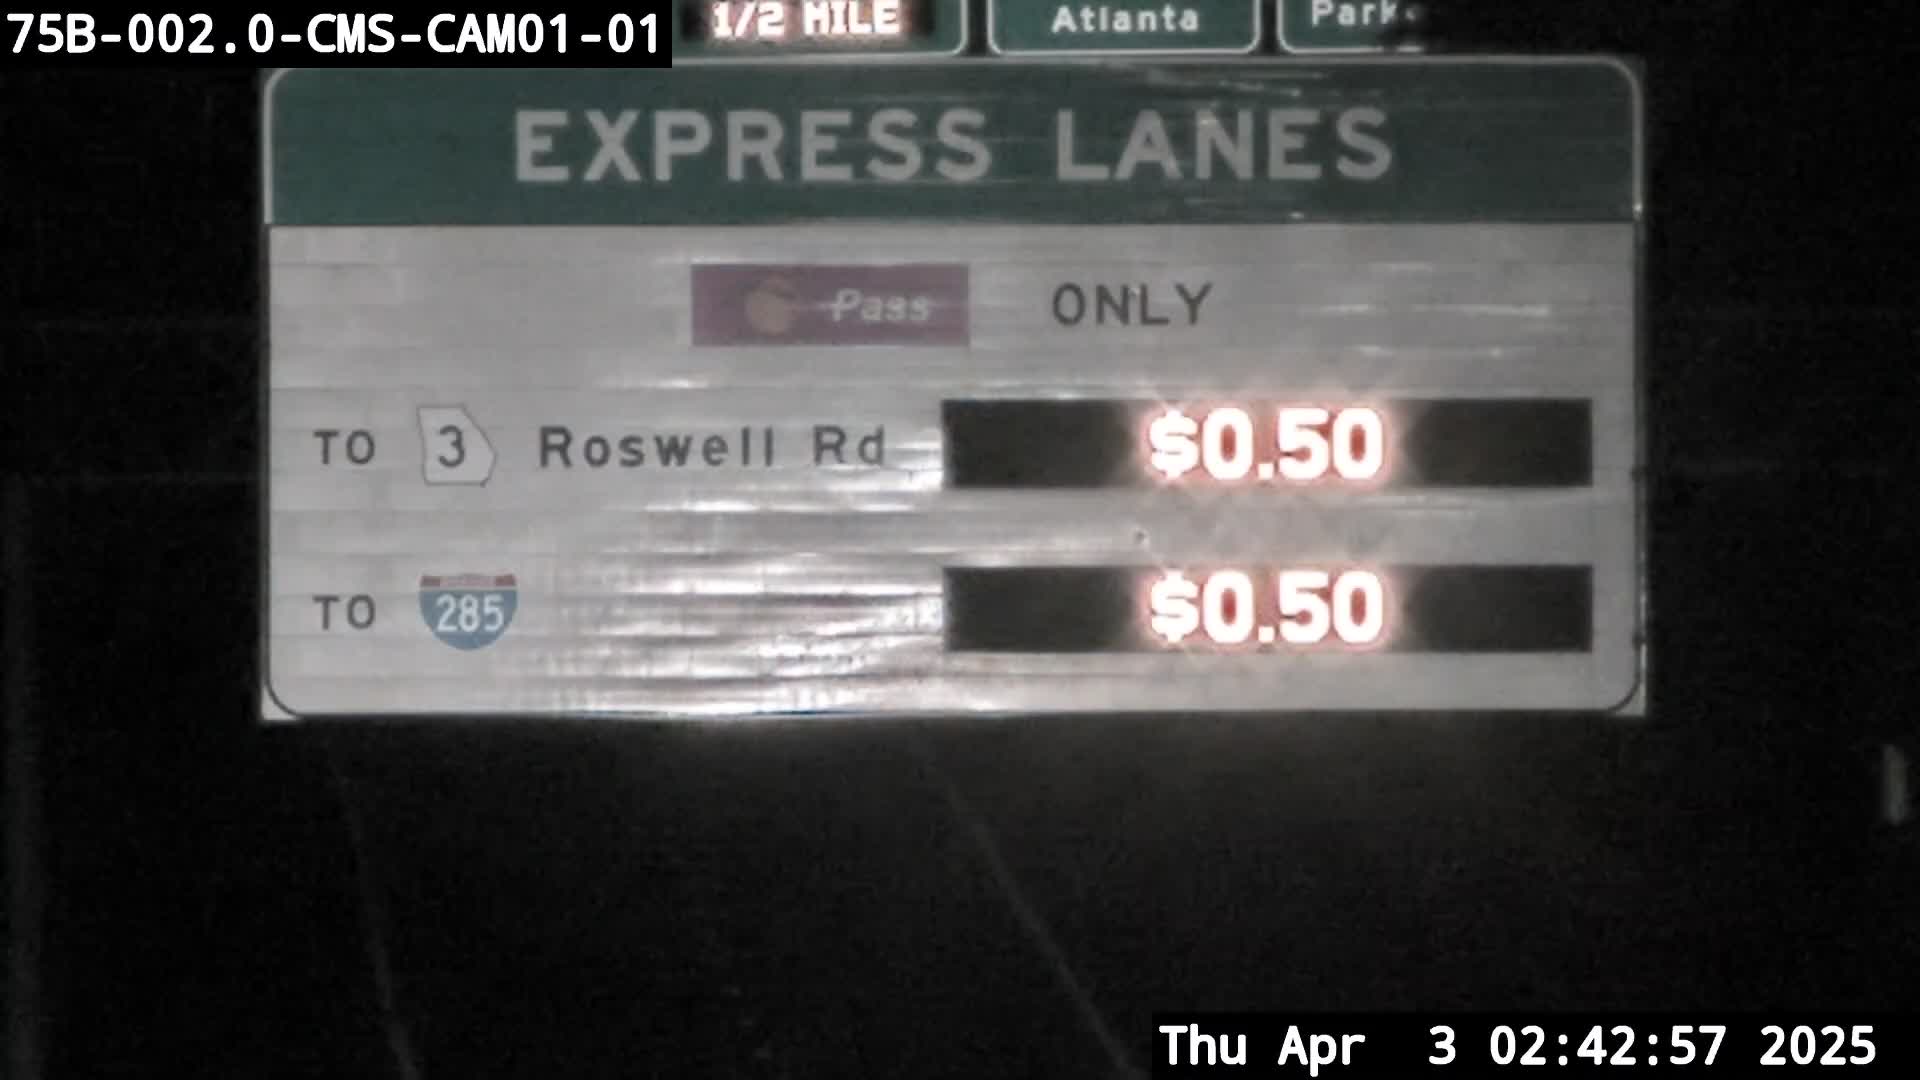 75B-002.0-CMS-CAM01-01
1/2 MILE
Atlanta
EXPRESS LANES
Pass ONLY
TO 3 Roswell Rd $0.50
TO 285 $0.50
Thu Apr 3 02:42:57 2025